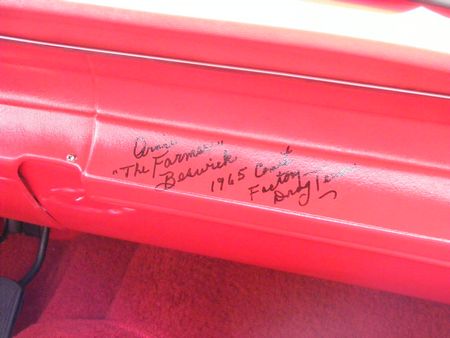 Arnie
"The Farmer"
Beswick
1965 Comet
Factory
Drag Team